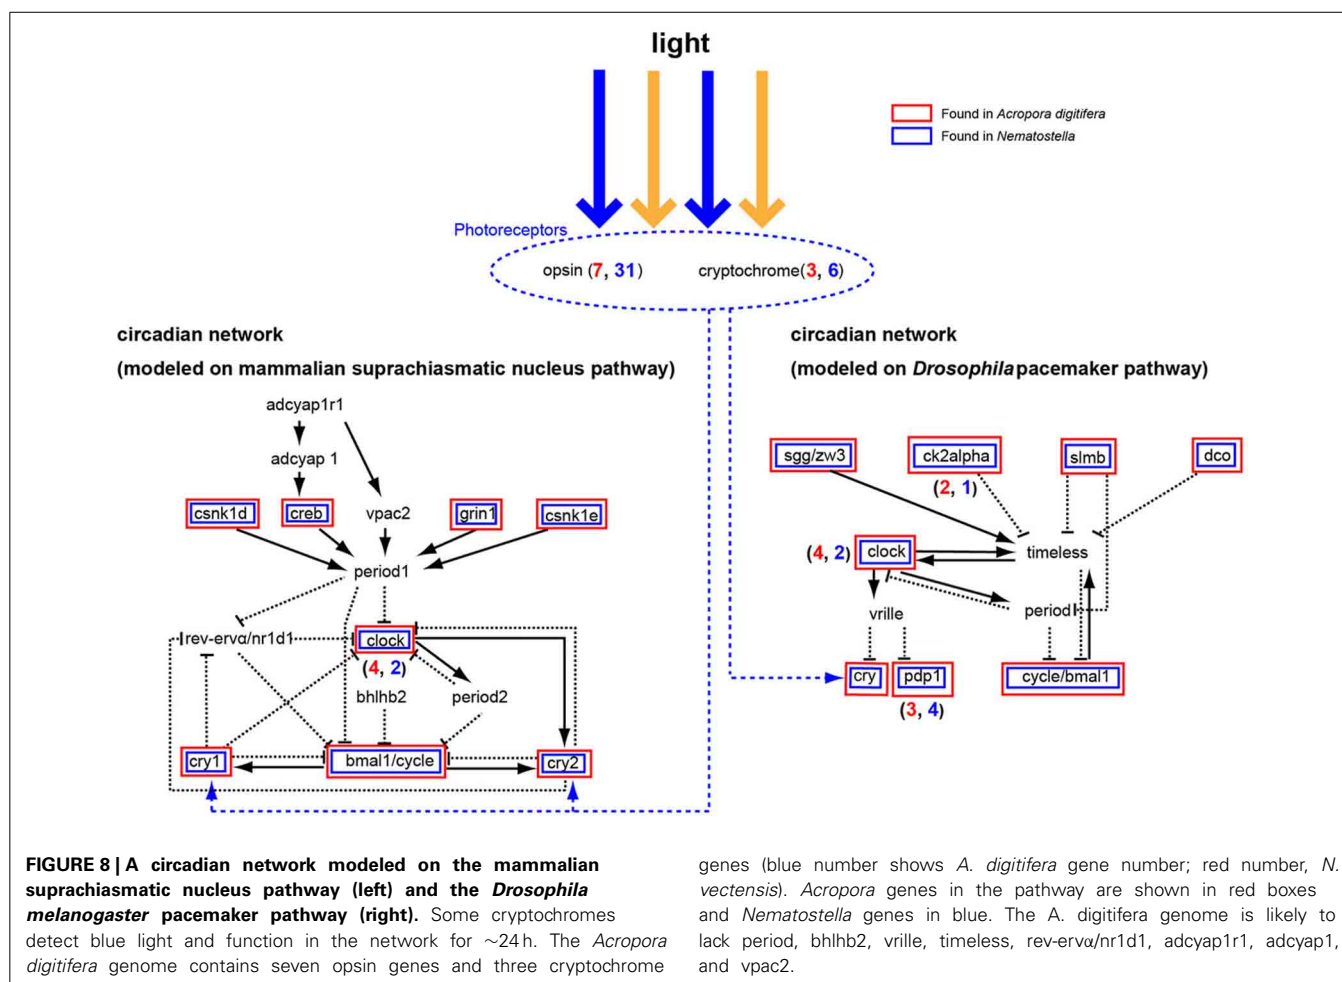 light
Found in Acropora digitifera
Found in Nematostella
Photoreceptors
opsin (7, 31)
cryptochrome(3, 6)
circadian network
(modeled on mammalian suprachiasmatic nucleus pathway)
adcyap1r1
adcyap 1
csnk1d
creb
vpac2
grin1
csnk1e
period1
rev-ervα/nr1d1
clock
(4, 2)
bhlhb2
period2
cry1
bmal1/cycle
cry2
circadian network
(modeled on Drosophila pacemaker pathway)
sgg/zw3
ck2alpha
slmb
dco
(2, 1)
(4, 2)
clock
timeless
vrille
period
cry
pdp1
cycle/bmal1
(3, 4)
FIGURE 8 | A circadian network modeled on the mammalian
suprachiasmatic nucleus pathway (left) and the Drosophila
melanogaster pacemaker pathway (right). Some cryptochromes
detect blue light and function in the network for ~24 h. The Acropora
digitifera genome contains seven opsin genes and three cryptochrome
genes (blue number shows A. digitifera gene number; red number, N.
vectensis). Acropora genes in the pathway are shown in red boxes
and Nematostella genes in blue. The A. digitifera genome is likely to
lack period, bhlhb2, vrille, timeless, rev-ervα/nr1d1, adcyap1r1, adcyap1,
and vpac2.